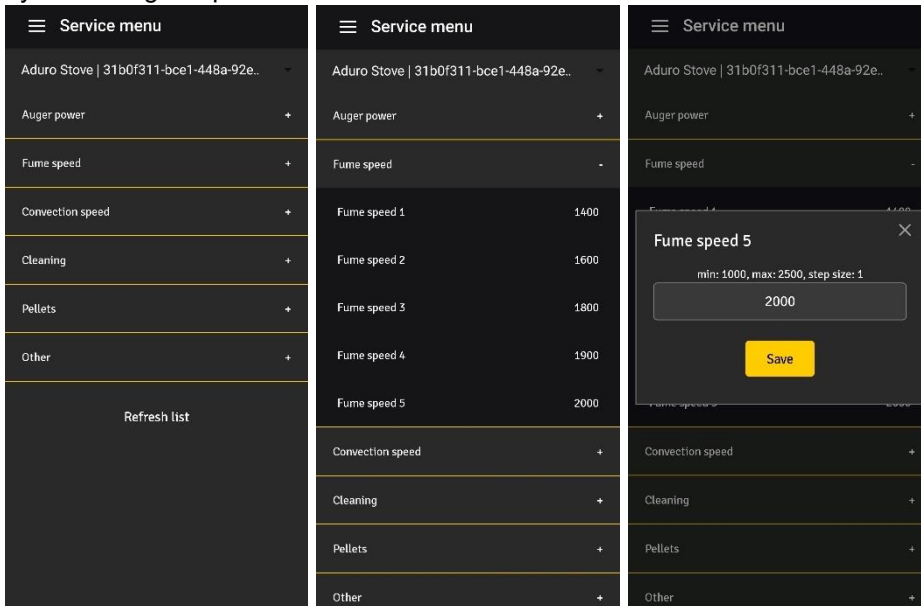 Service menu
Aduro Stove | 31b0f311-bce1-448a-92e..
Auger power +
Fume speed +
Convection speed +
Cleaning +
Pellets +
Other +
Refresh list
Service menu
Aduro Stove | 31b0f311-bce1-448a-92e..
Auger power +
Fume speed -
Fume speed 1 1400
Fume speed 2 1600
Fume speed 3 1800
Fume speed 4 1900
Fume speed 5 2000
Convection speed +
Cleaning +
Pellets +
Other +
Service menu
Aduro Stove | 31b0f311-bce1-448a-92e..
Auger power +
Fume speed -
Fume speed 5
min: 1000, max: 2500, step size: 1
2000
Save
Convection speed +
Cleaning +
Pellets +
Other +